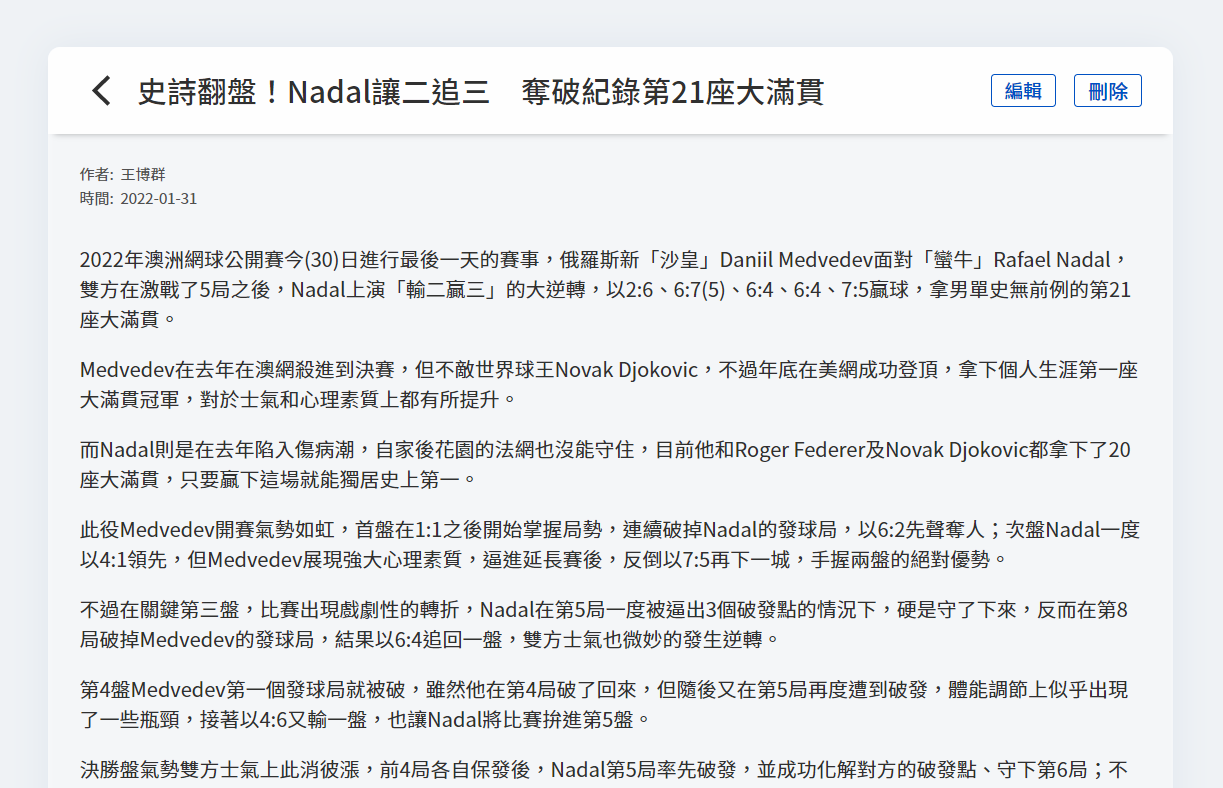 史詩翻盤！Nadal讓二追三　奪破紀錄第21座大滿貫
編輯
刪除
作者: 王博群
時間: 2022-01-31
2022年澳洲網球公開賽今(30)日進行最後一天的賽事，俄羅斯新「沙皇」Daniil Medvedev面對「蠻牛」Rafael Nadal，
雙方在激戰了5局之後，Nadal上演「輸二贏三」的大逆轉，以2:6、6:7(5)、6:4、6:4、7:5贏球，拿男單史無前例的第21
座大滿貫。
Medvedev在去年在澳網殺進到決賽，但不敵世界球王Novak Djokovic，不過年底在美網成功登頂，拿下個人生涯第一座
大滿貫冠軍，對於士氣和心理素質上都有所提升。
而Nadal則是在去年陷入傷病潮，自家後花園的法網也沒能守住，目前他和Roger Federer及Novak Djokovic都拿下了20
座大滿貫，只要贏下這場就能獨居史上第一。
此役Medvedev開賽氣勢如虹，首盤在1:1之後開始掌握局勢，連續破掉Nadal的發球局，以6:2先聲奪人；次盤Nadal一度
以4:1領先，但Medvedev展現強大心理素質，逼進延長賽後，反倒以7:5再下一城，手握兩盤的絕對優勢。
不過在關鍵第三盤，比賽出現戲劇性的轉折，Nadal在第5局一度被逼出3個破發點的情況下，硬是守了下來，反而在第8
局破掉Medvedev的發球局，結果以6:4追回一盤，雙方士氣也微妙的發生逆轉。
第4盤Medvedev第一個發球局就被破，雖然他在第4局破了回來，但隨後又在第5局再度遭到破發，體能調節上似乎出現
了一些瓶頸，接著以4:6又輸一盤，也讓Nadal將比賽拚進第5盤。
決勝盤氣勢雙方士氣上此消彼漲，前4局各自保發後，Nadal第5局率先破發，並成功化解對方的破發點、守下第6局；不